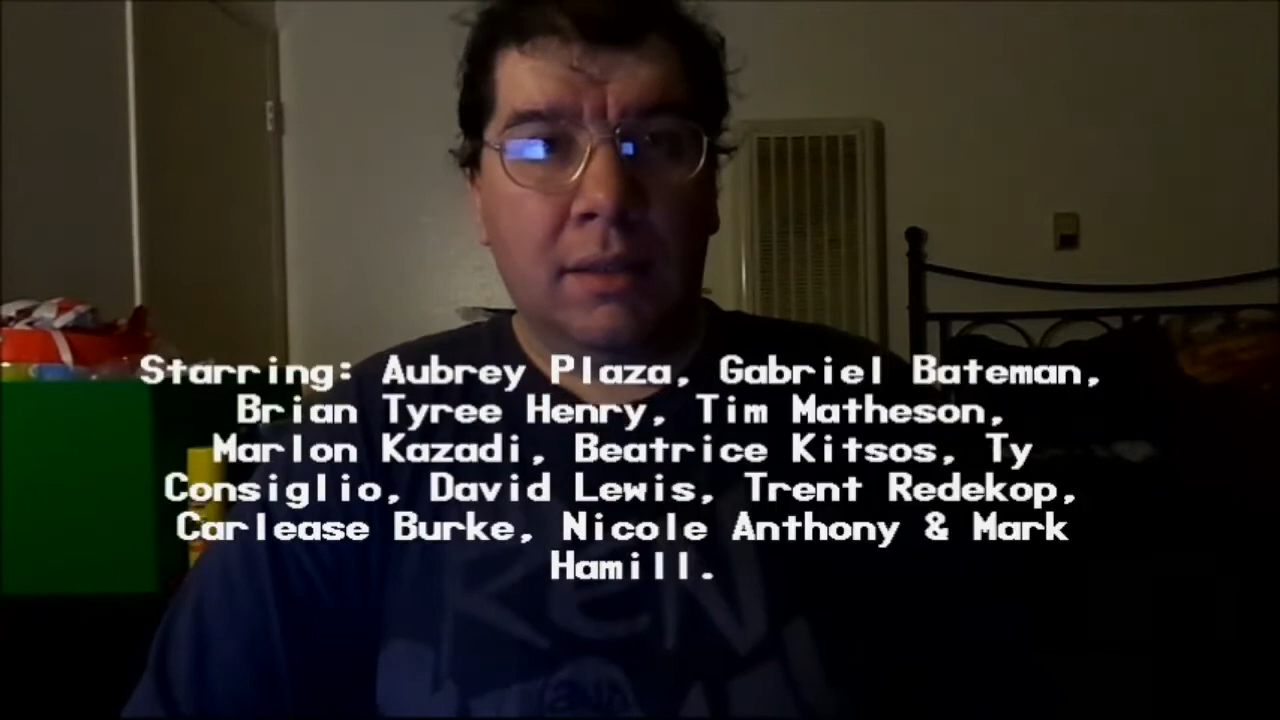 Starring: Aubrey Plaza, Gabriel Bateman,
Brian Tyree Henry, Tim Matheson,
Marlon Kazadi, Beatrice Kitsos, Ty
Consiglio, David Lewis, Trent Redekop,
Carlease Burke, Nicole Anthony & Mark
Hamill.
KEN